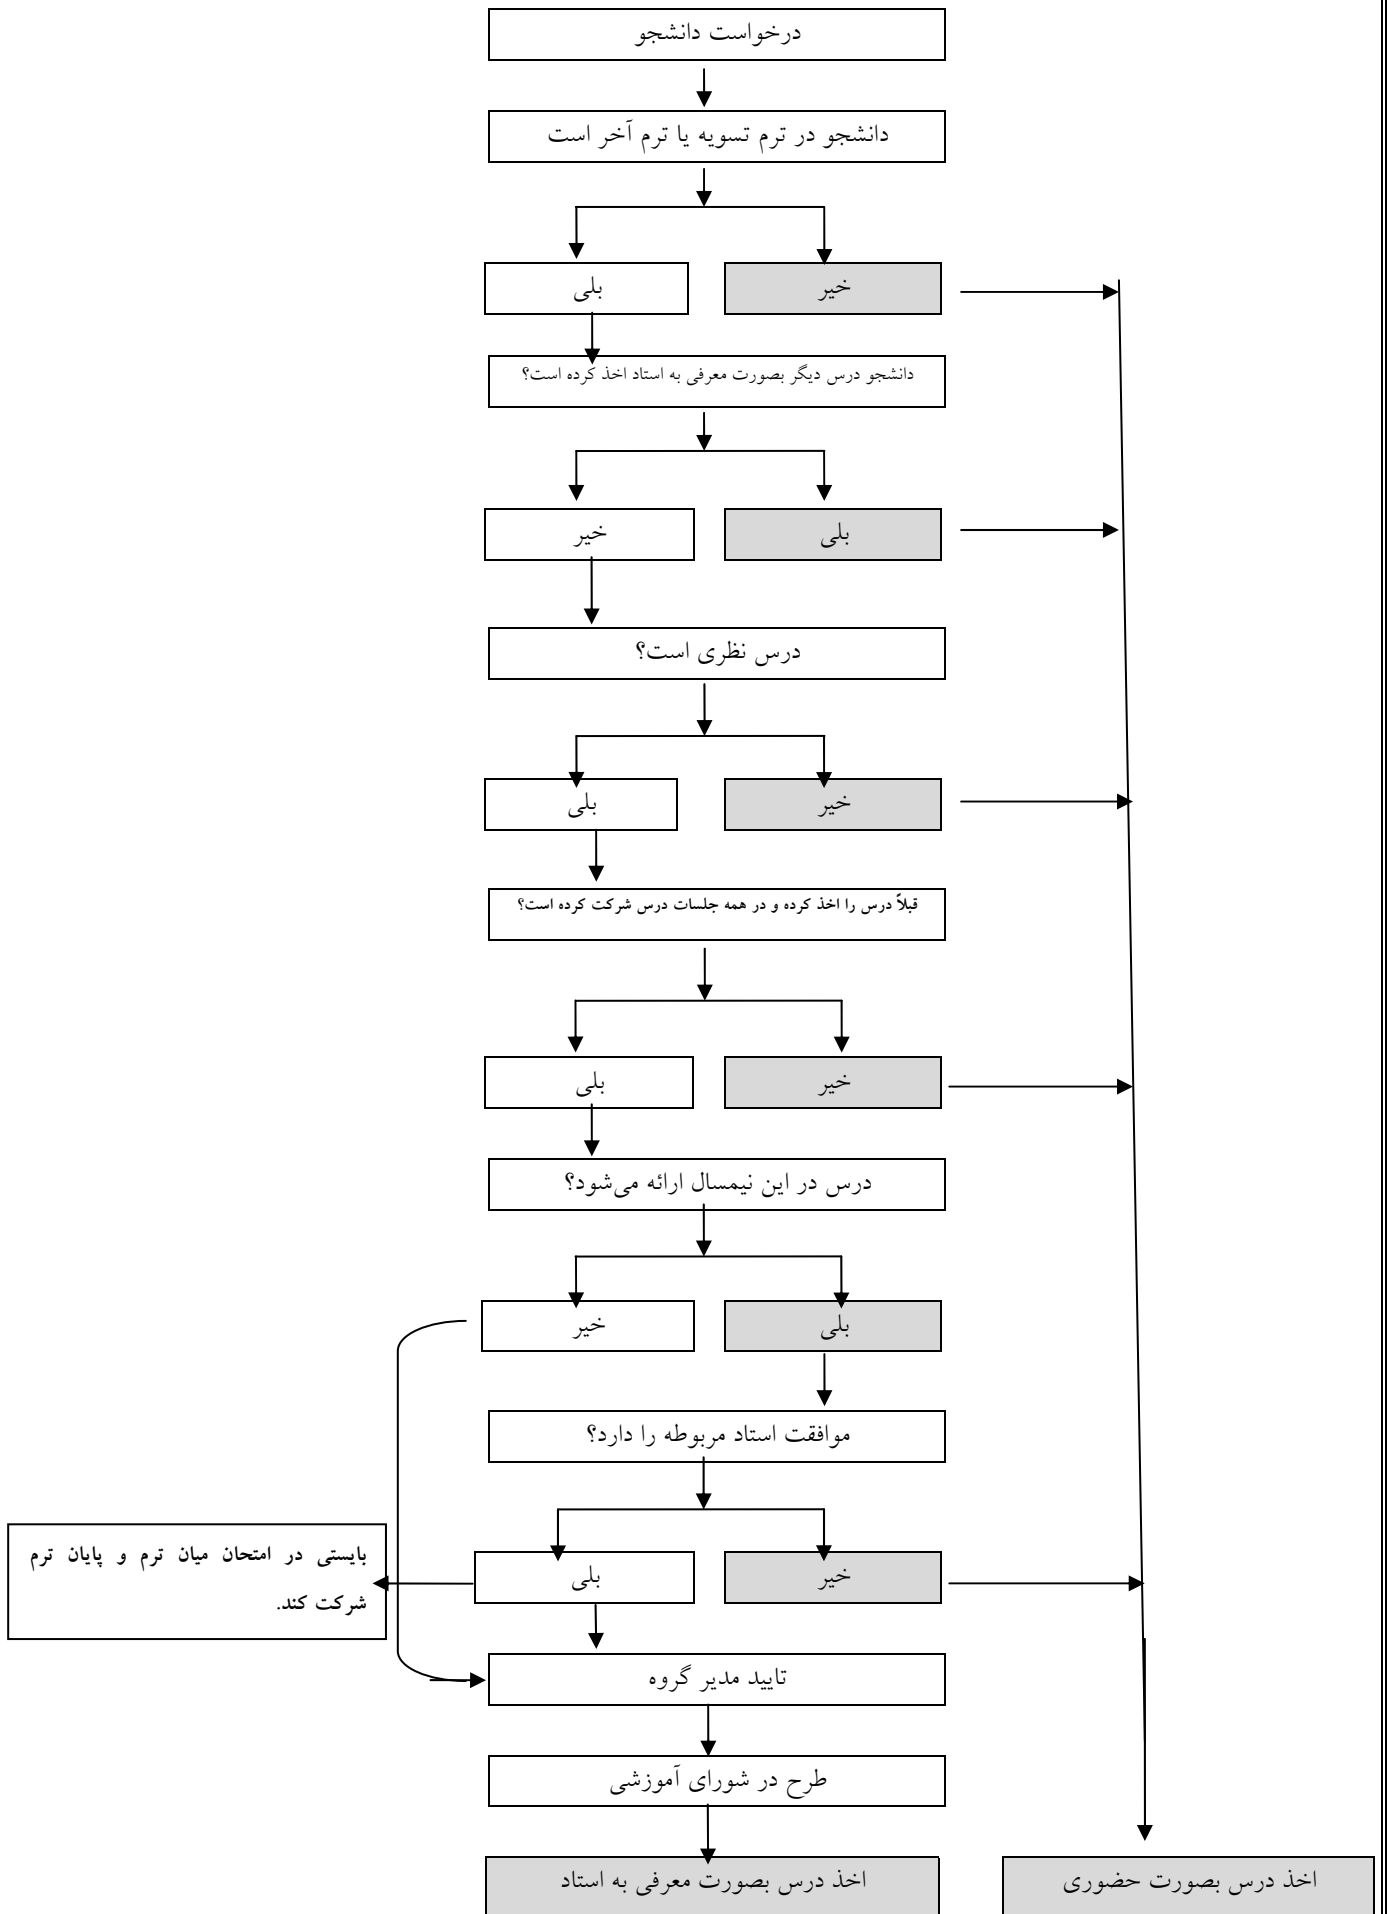 درخواست دانشجو
دانشجو در ترم تسویه یا ترم آخر است
خیر
بلی
دانشجو درس دیگر بصورت معرفی به استاد اخذ کرده است؟
بلی
خیر
درس نظری است؟
خیر
بلی
قبلاً درس را اخذ کرده و در همه جلسات درس شرکت کرده است؟
خیر
بلی
درس در این نیمسال ارائه می‌شود؟
بلی
خیر
موافقت استاد مربوطه را دارد؟
خیر
بلی
بایستی در امتحان میان ترم و پایان ترم
شرکت کند.
تایید مدیر گروه
طرح در شورای آموزشی
اخذ درس بصورت حضوری
اخذ درس بصورت معرفی به استاد